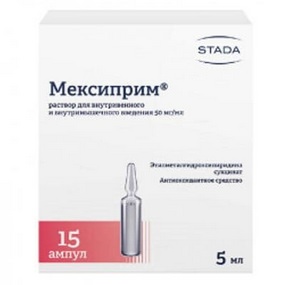 STADA
Мексиприм®
раствор для внутривенного
и внутримышечного введения 50 мг/мл
Этилметилгидроксипиридина
сукцинат
Антиоксидантное средство
15
ампул
5 мл